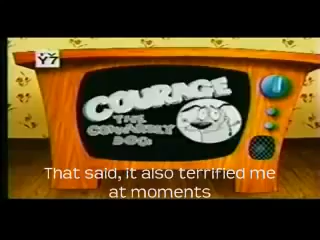 Y7
COURAGE
THE
COWARDLY
DOG
That said, it also terrified me
at moments